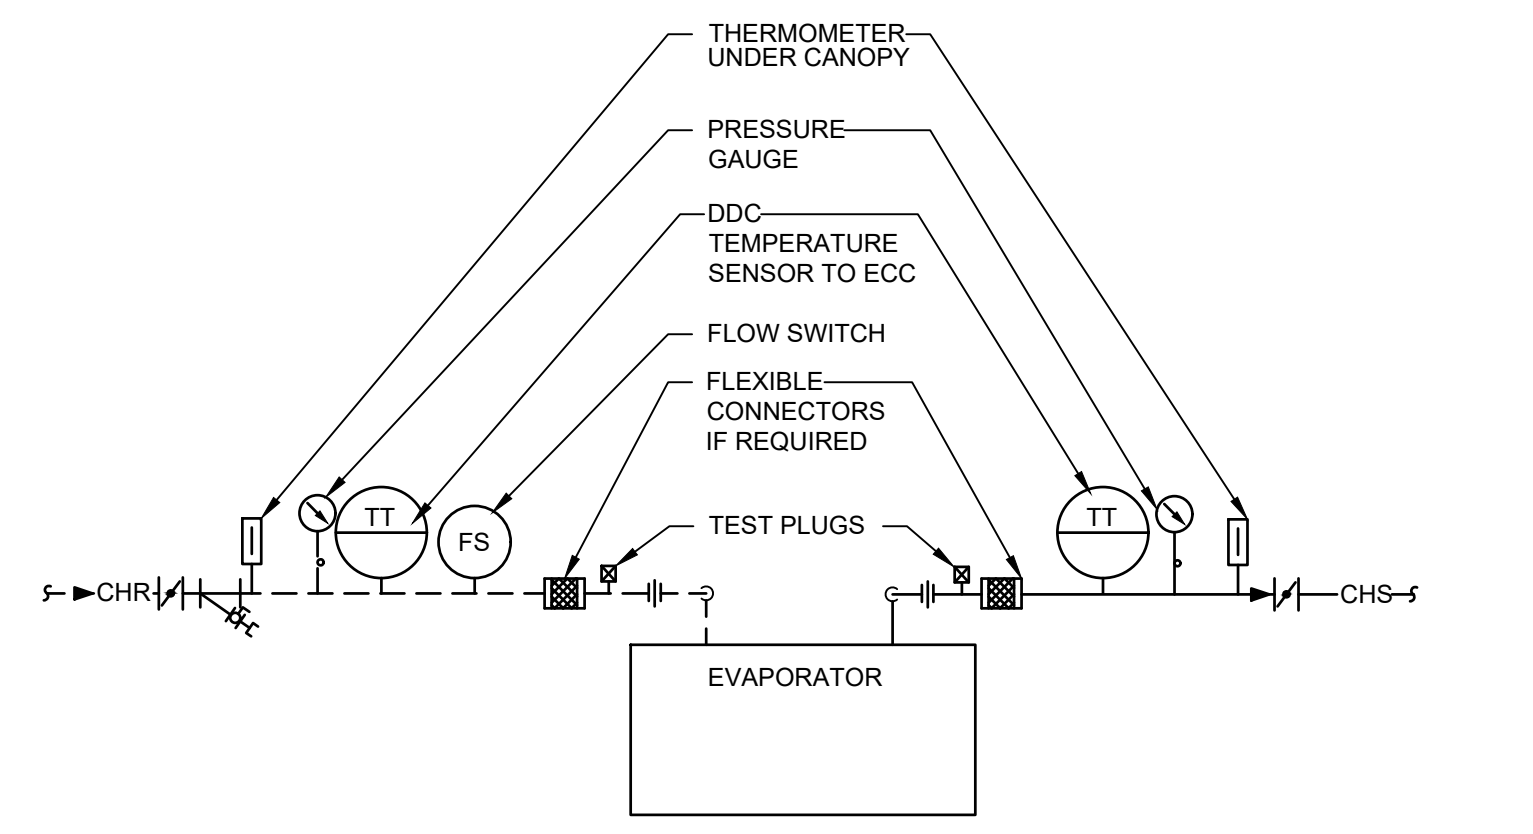 THERMOMETER
UNDER CANOPY
PRESSURE
GAUGE
DDC
TEMPERATURE
SENSOR TO ECC
FLOW SWITCH
FLEXIBLE
CONNECTORS
IF REQUIRED
TT
FS
TEST PLUGS
TT
CHR
CHS
EVAPORATOR